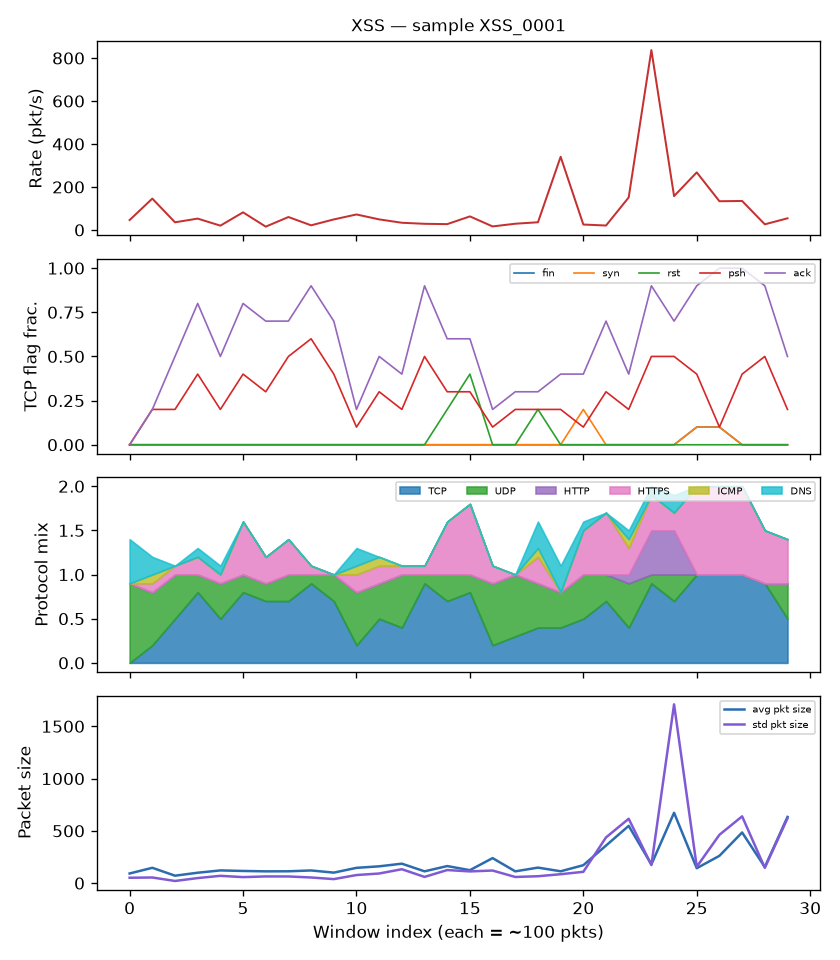 XSS — sample XSS_0001
800
600
400
200
0
Rate (pkt/s)
1.00
0.75
0.50
0.25
0.00
TCP flag frac.
fin syn rst psh ack
2.0
1.5
1.0
0.5
0.0
Protocol mix
TCP UDP HTTP HTTPS ICMP DNS
1500
1000
500
0
Packet size
avg pkt size
std pkt size
0 5 10 15 20 25 30
Window index (each = ~100 pkts)